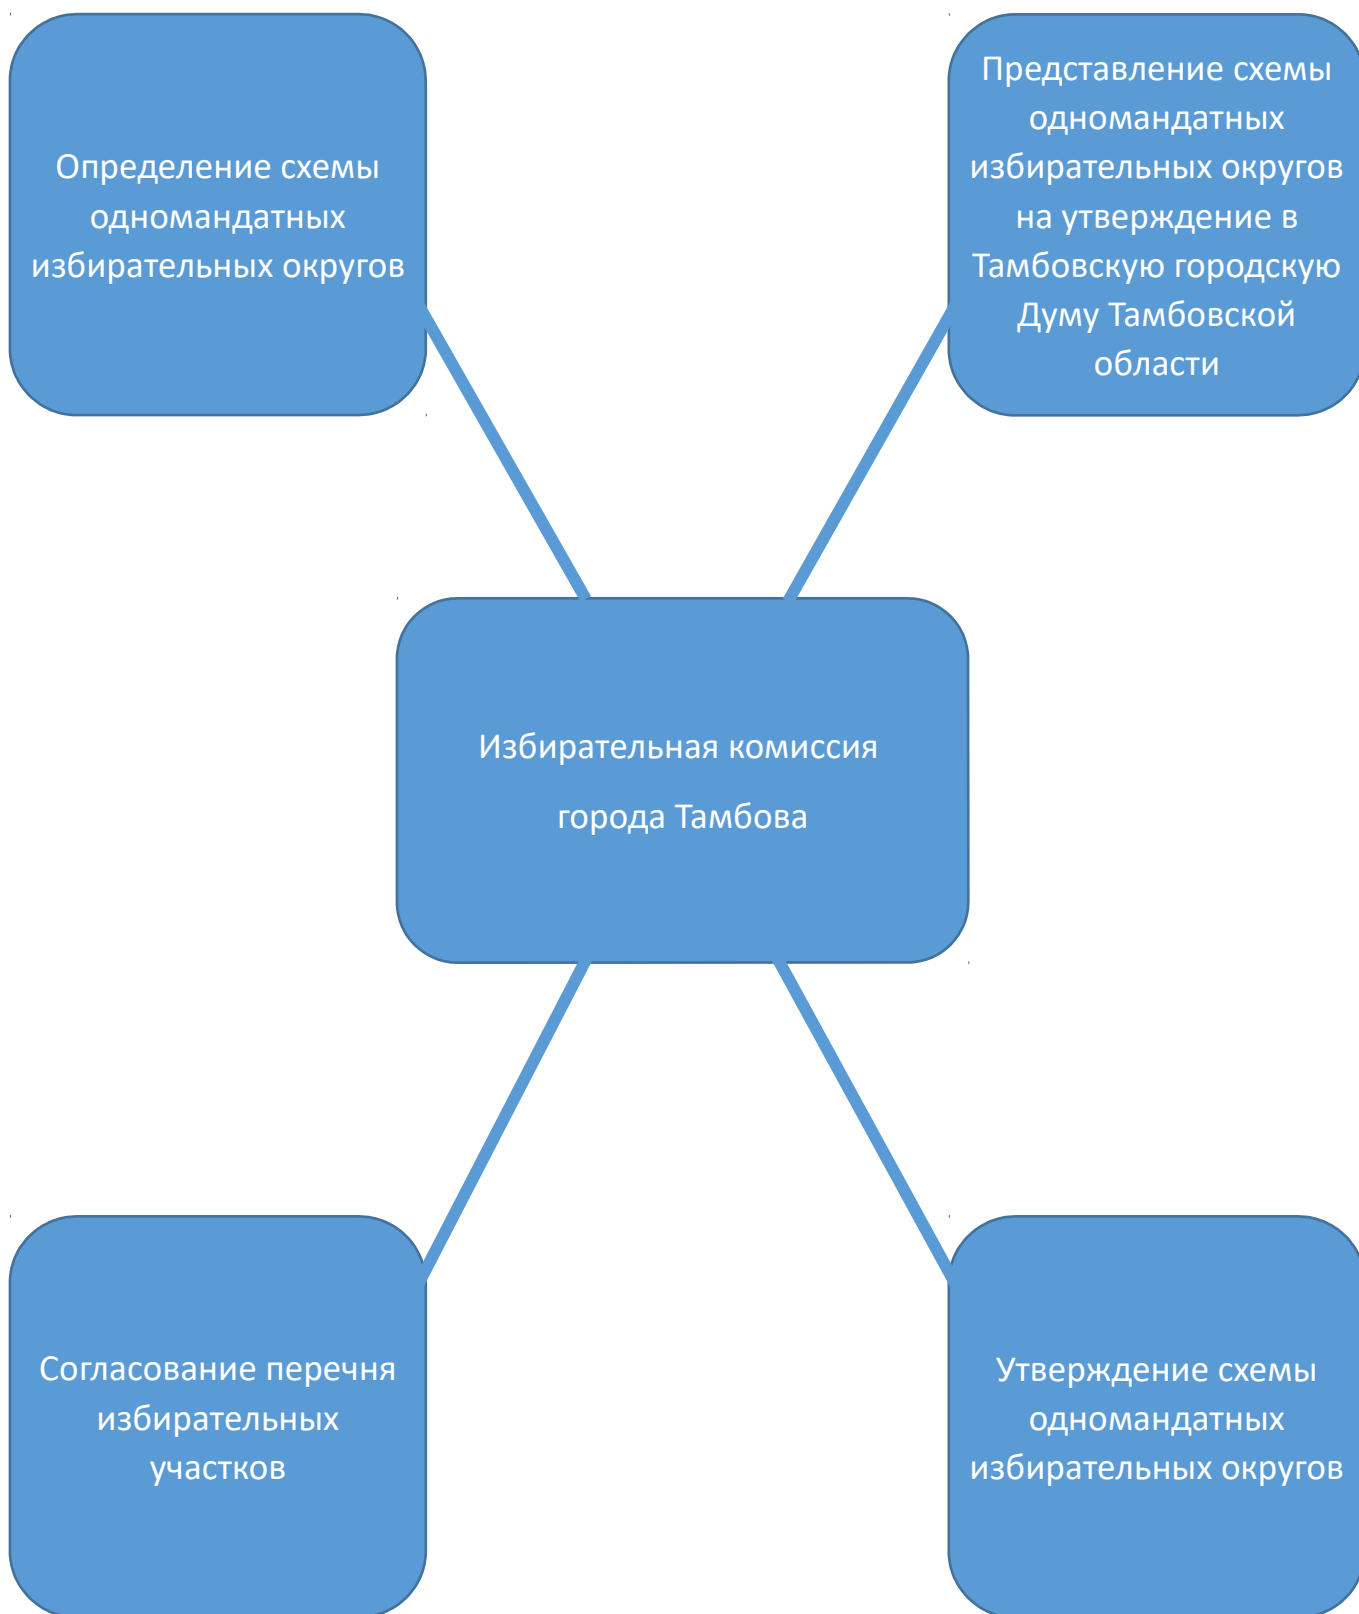 Определение схемы
одномандатных
избирательных округов
Представление схемы
одномандатных
избирательных округов
на утверждение в
Тамбовскую городскую
Думу Тамбовской
области
Избирательная комиссия
города Тамбова
Согласование перечня
избирательных
участков
Утверждение схемы
одномандатных
избирательных округов